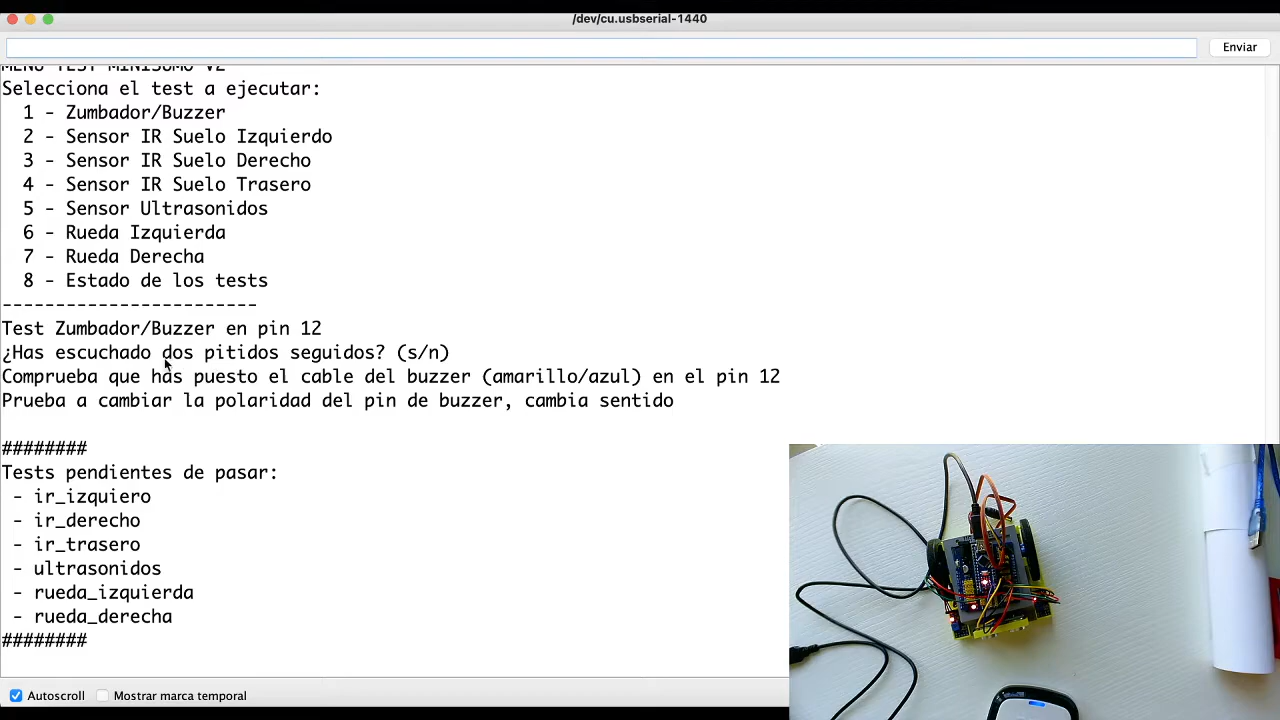 /dev/cu.usbserial-1440
Enviar
MENU TEST MINISUMO V2
Selecciona el test a ejecutar:
1 - Zumbador/Buzzer
2 - Sensor IR Suelo Izquierdo
3 - Sensor IR Suelo Derecho
4 - Sensor IR Suelo Trasero
5 - Sensor Ultrasonidos
6 - Rueda Izquierda
7 - Rueda Derecha
8 - Estado de los tests
------------------------
Test Zumbador/Buzzer en pin 12
¿Has escuchado dos pitidos seguidos? (s/n)
Comprueba que has puesto el cable del buzzer (amarillo/azul) en el pin 12
Prueba a cambiar la polaridad del pin de buzzer, cambia sentido
########
Tests pendientes de pasar:
- ir_izquiero
- ir_derecho
- ir_trasero
- ultrasonidos
- rueda_izquierda
- rueda_derecha
########
Autoscroll
Mostrar marca temporal